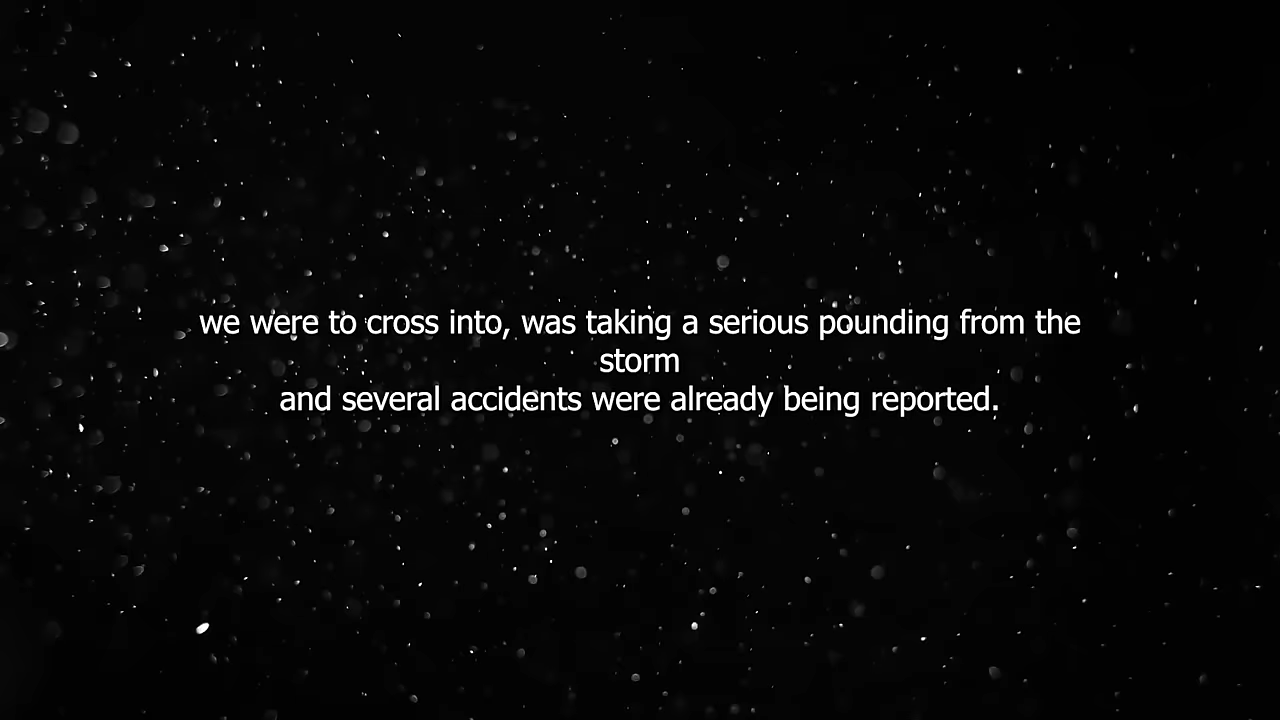 we were to cross into, was taking a serious pounding from the
storm
and several accidents were already being reported.